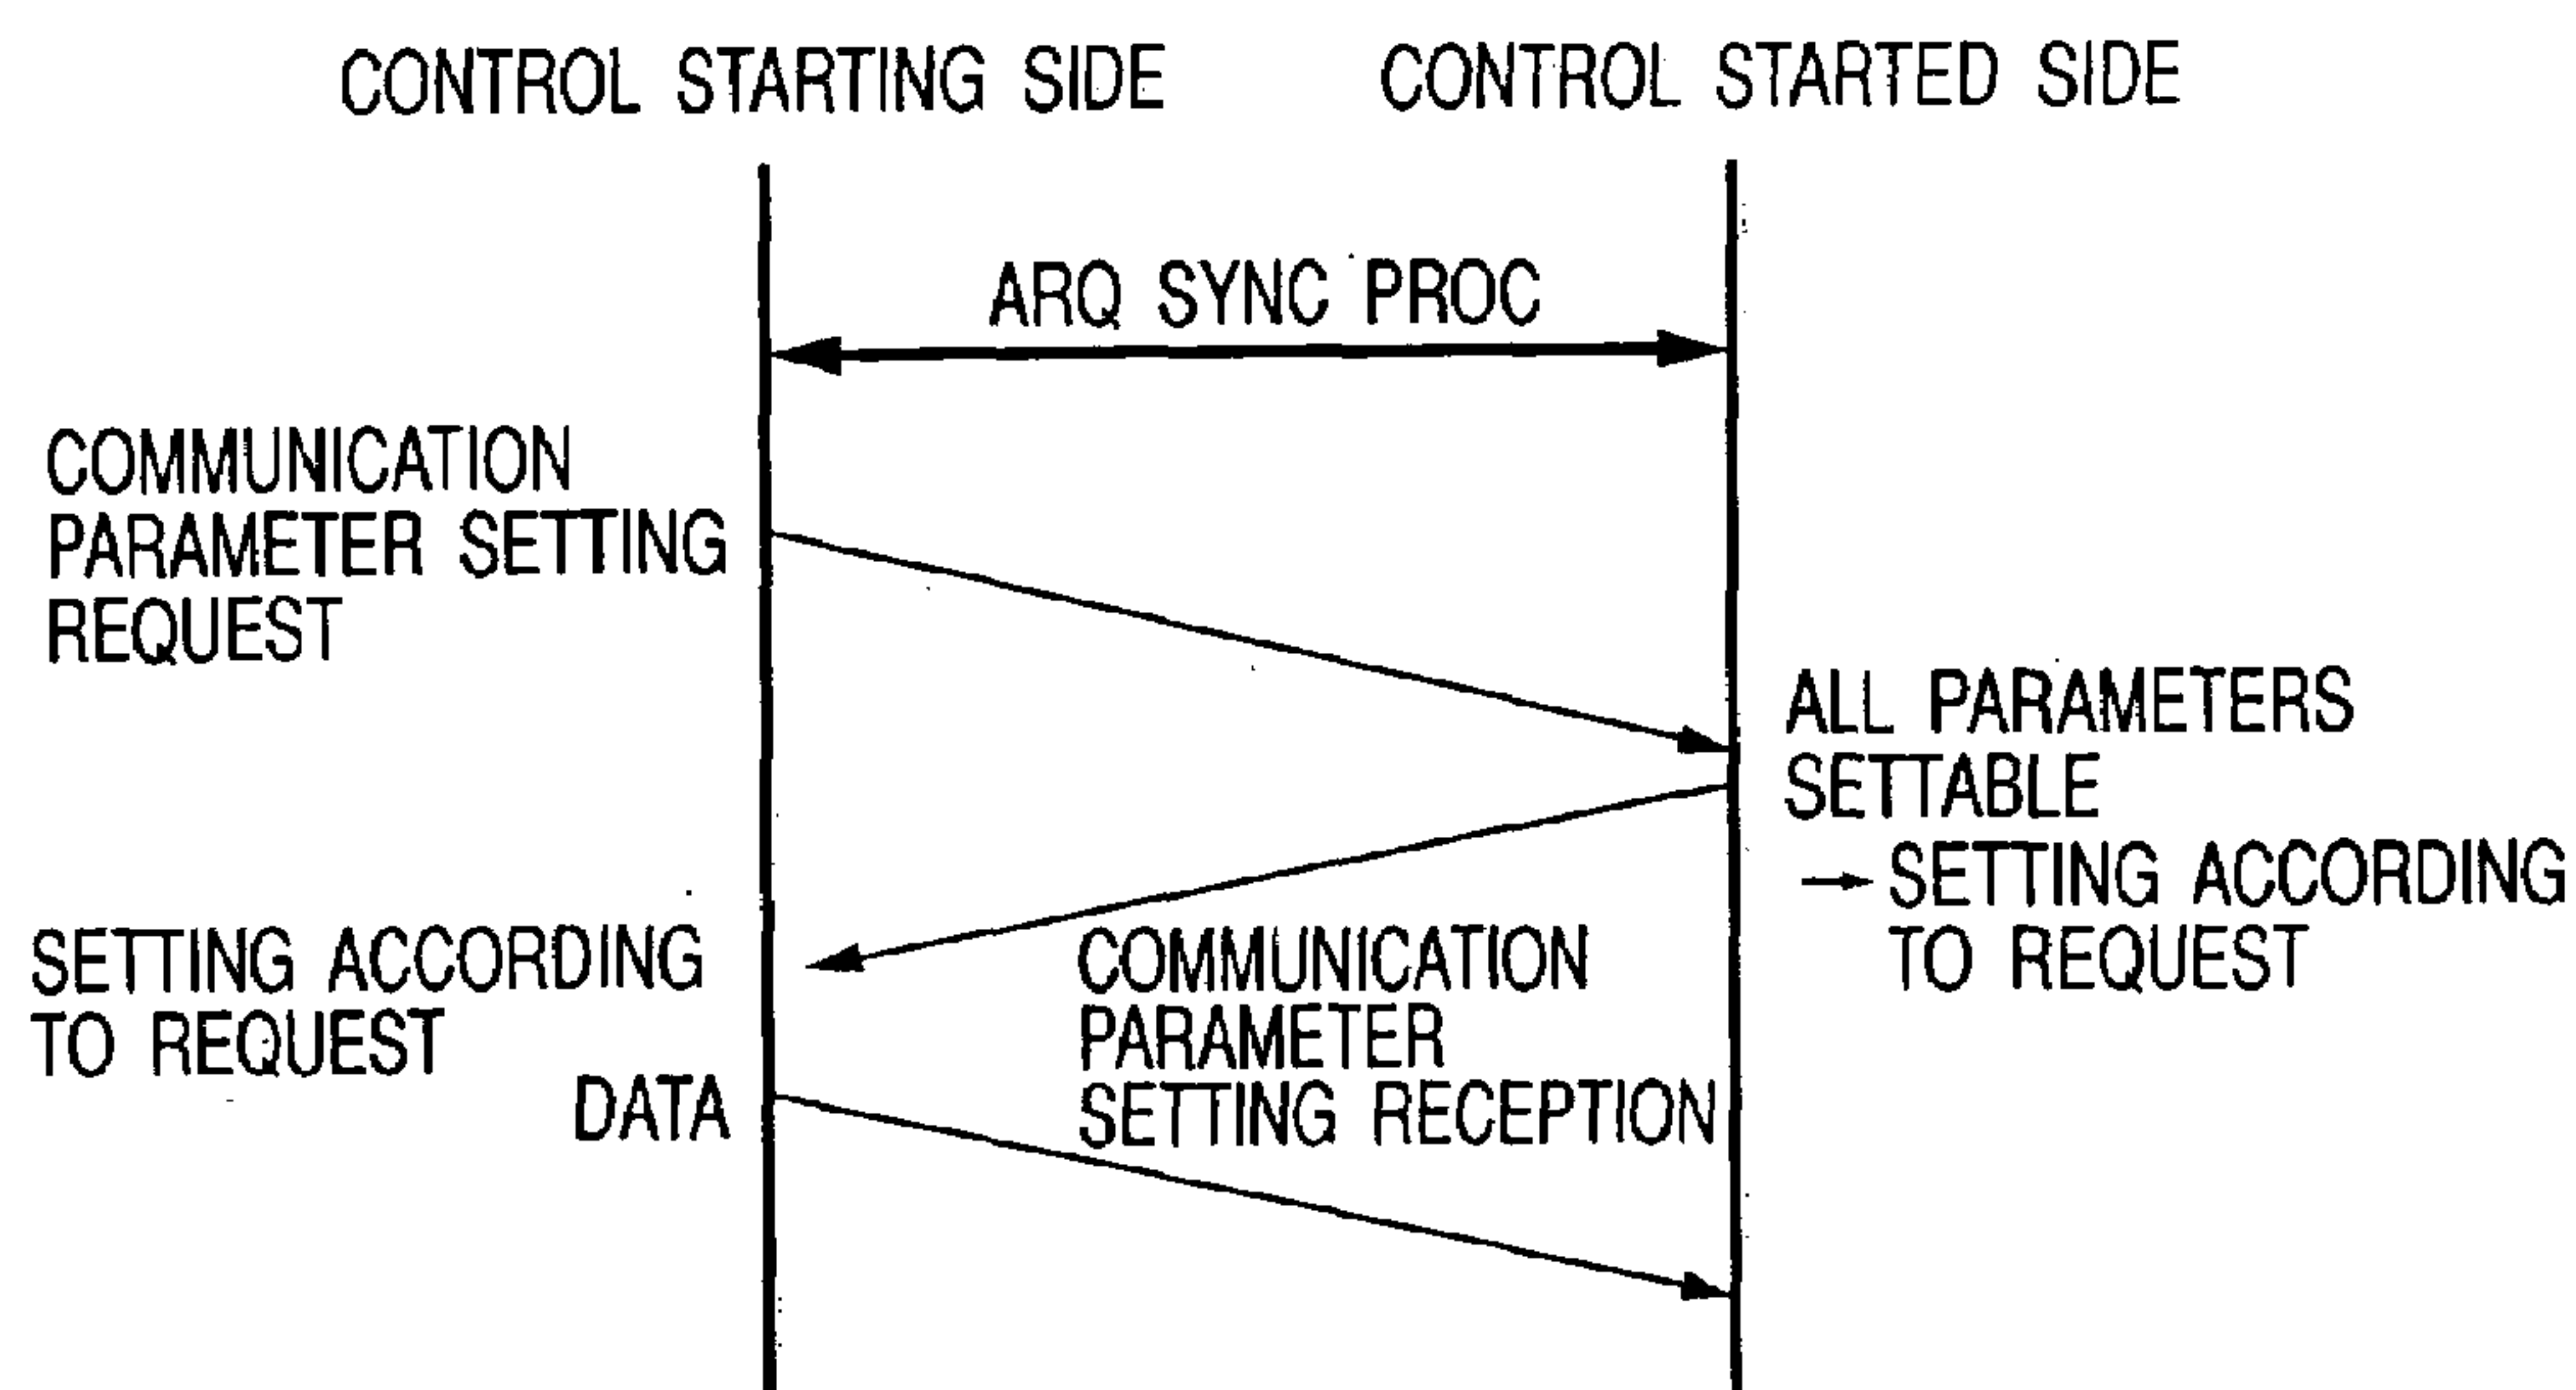 CONTROL STARTING SIDE
CONTROL STARTED SIDE
ARQ SYNC PROC
COMMUNICATION
PARAMETER SETTING
REQUEST
ALL PARAMETERS
SETTABLE
→ SETTING ACCORDING
TO REQUEST
SETTING ACCORDING
TO REQUEST
COMMUNICATION
PARAMETER
SETTING RECEPTION
DATA